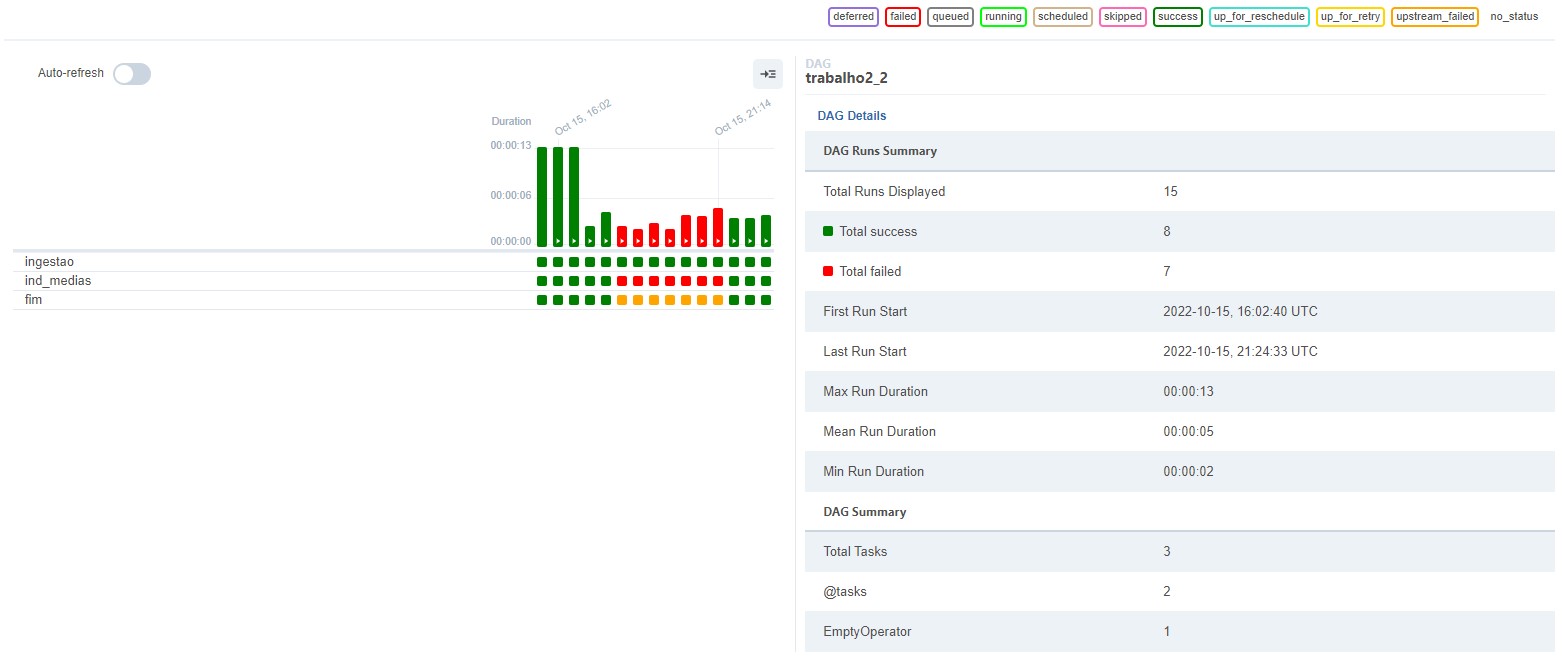 deferred failed queued running scheduled skipped success up_for_reschedule up_for_retry upstream_failed no_status
Auto-refresh
Duration
Oct 15, 16:02
Oct 15, 21:14
00:00:13
00:00:06
00:00:00
ingestao
ind_medias
fim
DAG
trabalho2_2
DAG Details
DAG Runs Summary
Total Runs Displayed 15
Total success 8
Total failed 7
First Run Start 2022-10-15, 16:02:40 UTC
Last Run Start 2022-10-15, 21:24:33 UTC
Max Run Duration 00:00:13
Mean Run Duration 00:00:05
Min Run Duration 00:00:02
DAG Summary
Total Tasks 3
@tasks 2
EmptyOperator 1